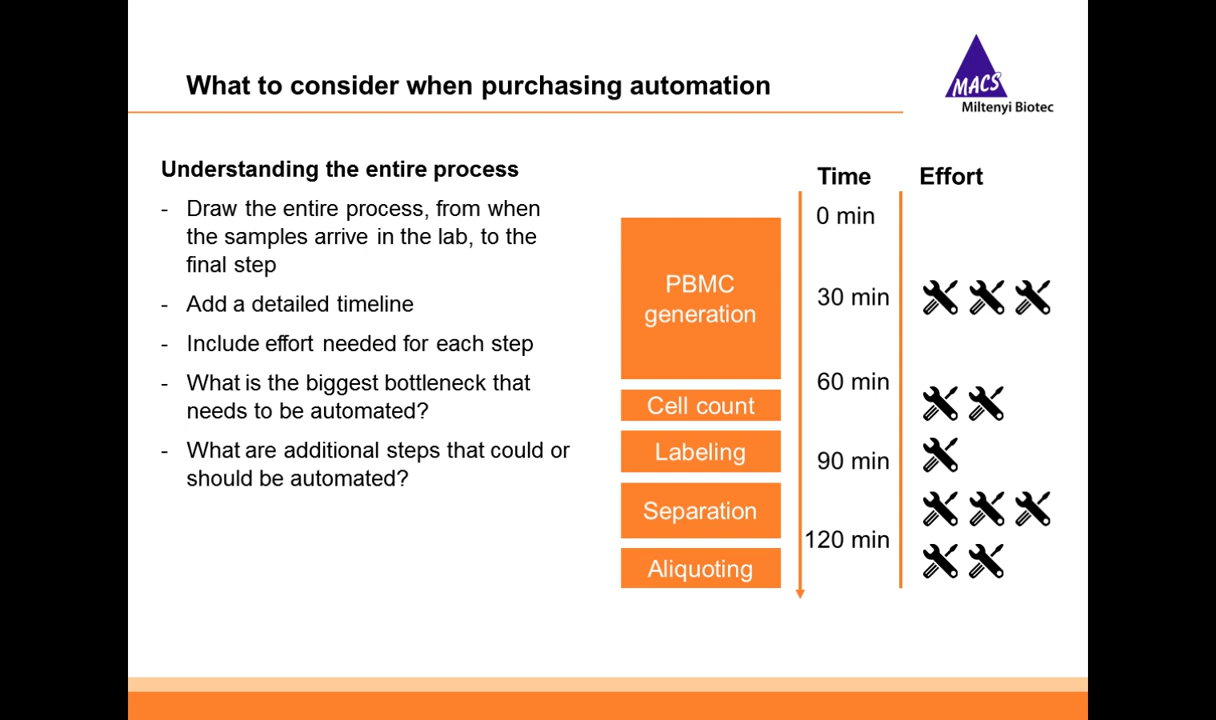 What to consider when purchasing automation
MACS
Miltenyi Biotec
Understanding the entire process
- Draw the entire process, from when
the samples arrive in the lab, to the
final step
- Add a detailed timeline
- Include effort needed for each step
- What is the biggest bottleneck that
needs to be automated?
- What are additional steps that could or
should be automated?
Time
Effort
PBMC
generation
Cell count
Labeling
Separation
Aliquoting
0 min
30 min
60 min
90 min
120 min